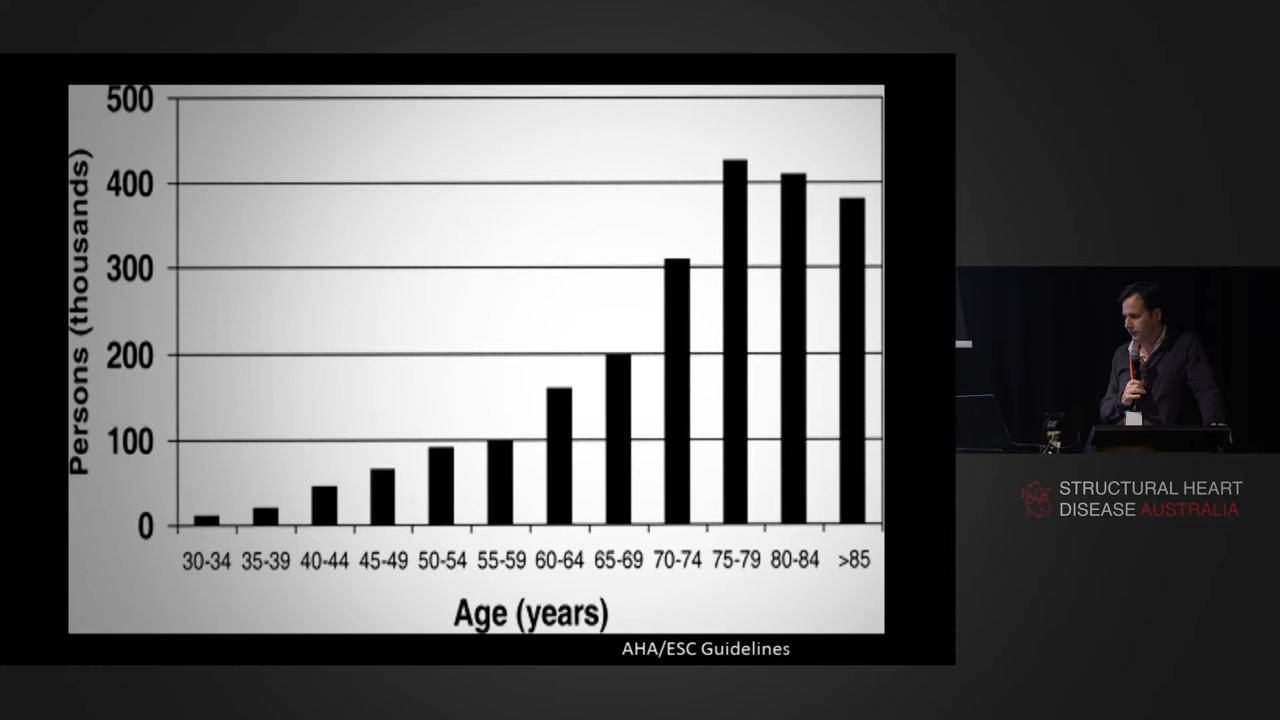 500
400
300
200
100
0
Persons (thousands)
30-34 35-39 40-44 45-49 50-54 55-59 60-64 65-69 70-74 75-79 80-84 >85
Age (years)
AHA/ESC Guidelines
STRUCTURAL HEART
DISEASE AUSTRALIA